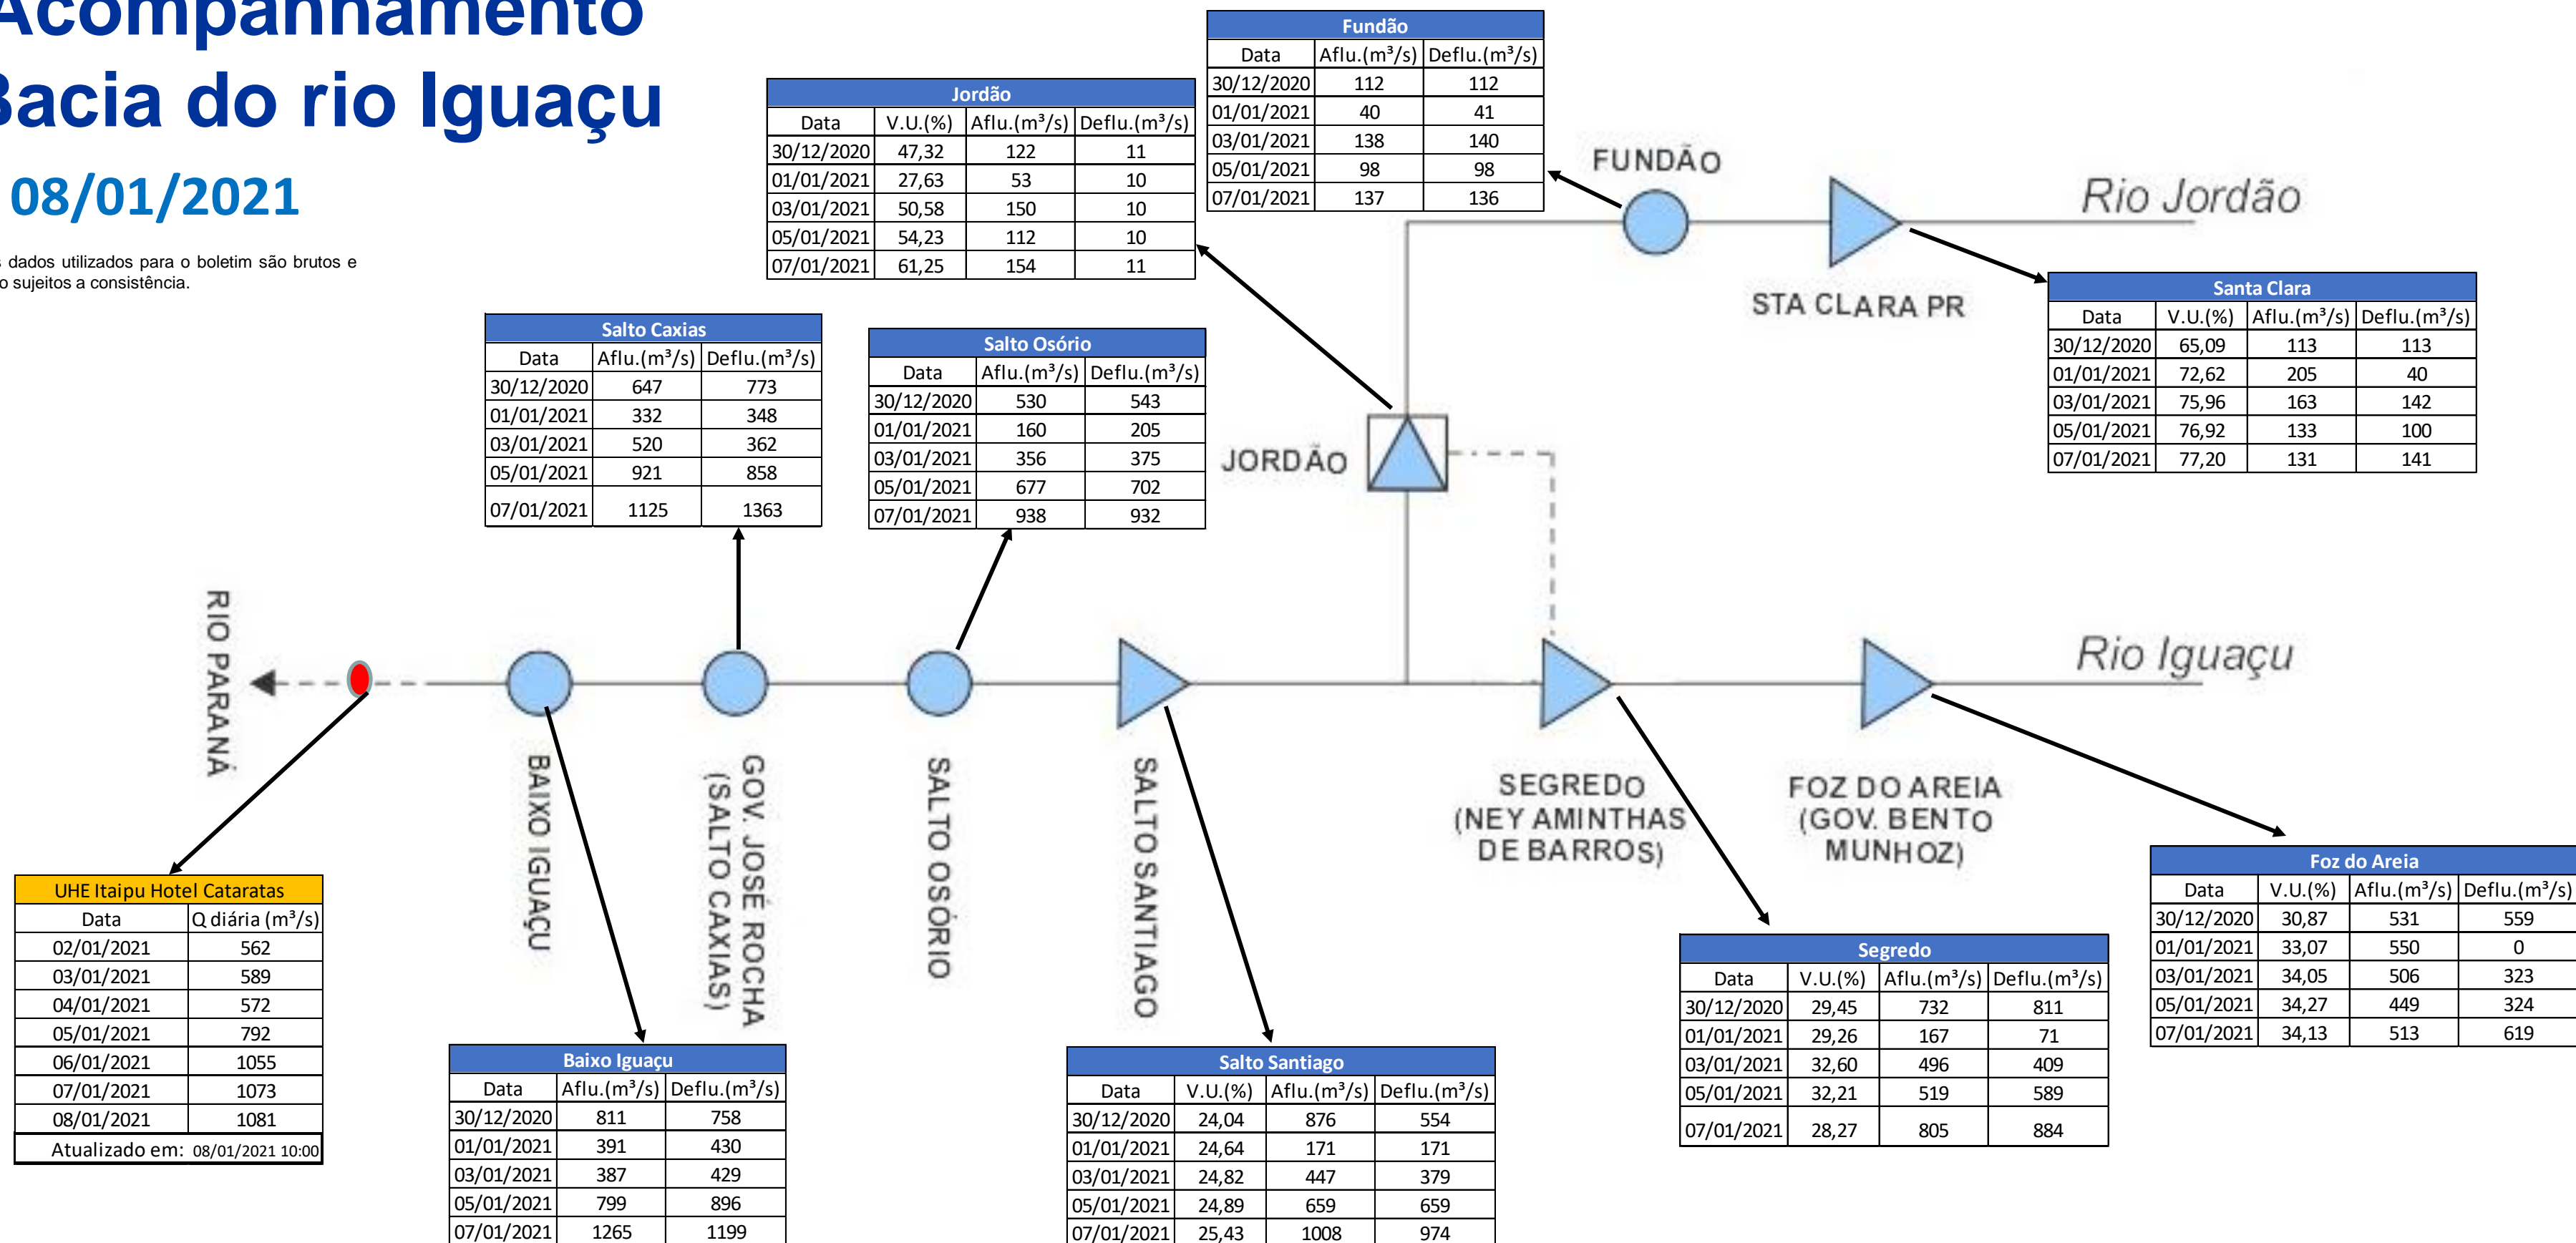 Acompanhamento
Bacia do rio Iguaçu
08/01/2021
s dados utilizados para o boletim são brutos e
o sujeitos a consistência.
Fundão
Data Aflu.(m³/s) Deflu.(m³/s)
30/12/2020 112 112
01/01/2021 40 41
03/01/2021 138 140
05/01/2021 98 98
07/01/2021 137 136
Jordão
Data V.U.(%) Aflu.(m³/s) Deflu.(m³/s)
30/12/2020 47,32 122 11
01/01/2021 27,63 53 10
03/01/2021 50,58 150 10
05/01/2021 54,23 112 10
07/01/2021 61,25 154 11
FUNDÃO
Rio Jordão
STA CLARA PR
Santa Clara
Data V.U.(%) Aflu.(m³/s) Deflu.(m³/s)
30/12/2020 65,09 113 113
01/01/2021 72,62 205 40
03/01/2021 75,96 163 142
05/01/2021 76,92 133 100
07/01/2021 77,20 131 141
Salto Caxias
Data Aflu.(m³/s) Deflu.(m³/s)
30/12/2020 647 773
01/01/2021 332 348
03/01/2021 520 362
05/01/2021 921 858
07/01/2021 1125 1363
Salto Osório
Data Aflu.(m³/s) Deflu.(m³/s)
30/12/2020 530 543
01/01/2021 160 205
03/01/2021 356 375
05/01/2021 677 702
07/01/2021 938 932
JORDÃO
RIO PARANÁ
Rio Iguaçu
BAIXO IGUAÇU
GOV. JOSÉ ROCHA
(SALTO CAXIAS)
SALTO OSÓRIO
SALTO SANTIAGO
SEGREDO
(NEY AMINTHAS
DE BARROS)
FOZ DO AREIA
(GOV. BENTO
MUNHOZ)
UHE Itaipu Hotel Cataratas
Data Q diária (m³/s)
02/01/2021 562
03/01/2021 589
04/01/2021 572
05/01/2021 792
06/01/2021 1055
07/01/2021 1073
08/01/2021 1081
Atualizado em: 08/01/2021 10:00
Baixo Iguaçu
Data Aflu.(m³/s) Deflu.(m³/s)
30/12/2020 811 758
01/01/2021 391 430
03/01/2021 387 429
05/01/2021 799 896
07/01/2021 1265 1199
Salto Santiago
Data V.U.(%) Aflu.(m³/s) Deflu.(m³/s)
30/12/2020 24,04 876 554
01/01/2021 24,64 171 171
03/01/2021 24,82 447 379
05/01/2021 24,89 659 659
07/01/2021 25,43 1008 974
Segredo
Data V.U.(%) Aflu.(m³/s) Deflu.(m³/s)
30/12/2020 29,45 732 811
01/01/2021 29,26 167 71
03/01/2021 32,60 496 409
05/01/2021 32,21 519 589
07/01/2021 28,27 805 884
Foz do Areia
Data V.U.(%) Aflu.(m³/s) Deflu.(m³/s)
30/12/2020 30,87 531 559
01/01/2021 33,07 550 0
03/01/2021 34,05 506 323
05/01/2021 34,27 449 324
07/01/2021 34,13 513 619